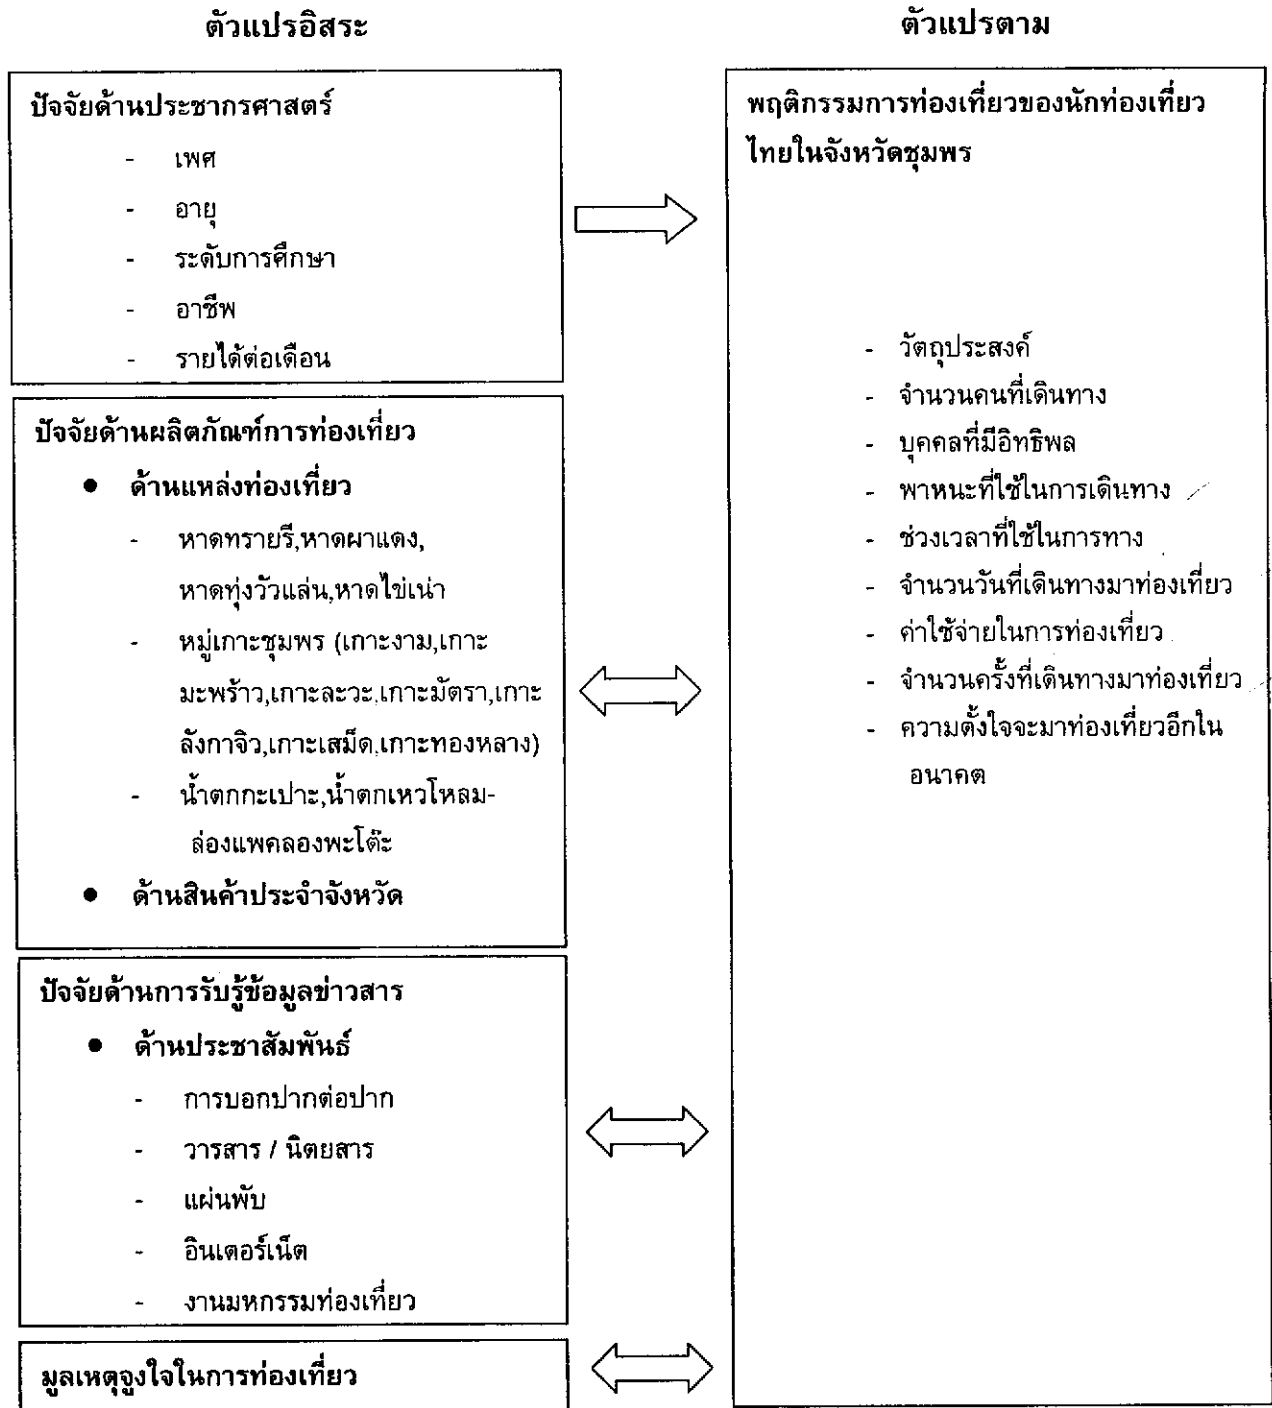 ตัวแปรอิสระ
ตัวแปรตาม
ปัจจัยด้านประชากรศาสตร์
- เพศ
- อายุ
- ระดับการศึกษา
- อาชีพ
- รายได้ต่อเดือน
ปัจจัยด้านผลิตภัณฑ์การท่องเที่ยว
● ด้านแหล่งท่องเที่ยว
- หาดทรายรี,หาดผาแดง,
หาดทุ่งวัวแล่น,หาดไข่เน่า
- หมู่เกาะชุมพร (เกาะงาม,เกาะ
มะพร้าว,เกาะละวะ,เกาะมัตรา,เกาะ
ลังกาจิว,เกาะเสม็ด,เกาะทองหลาง)
- น้ำตกกะเปาะ,น้ำตกเหวโหลม-
ล่องแพคลองพะโต๊ะ
● ด้านสินค้าประจำจังหวัด
ปัจจัยด้านการรับรู้ข้อมูลข่าวสาร
● ด้านประชาสัมพันธ์
- การบอกปากต่อปาก
- วารสาร / นิตยสาร
- แผ่นพับ
- อินเตอร์เน็ต
- งานมหกรรมท่องเที่ยว
มูลเหตุจูงใจในการท่องเที่ยว
พฤติกรรมการท่องเที่ยวของนักท่องเที่ยว
ไทยในจังหวัดชุมพร
- วัตถุประสงค์
- จำนวนคนที่เดินทาง
- บุคคลที่มีอิทธิพล
- พาหนะที่ใช้ในการเดินทาง
- ช่วงเวลาที่ใช้ในการทาง
- จำนวนวันที่เดินทางมาท่องเที่ยว
- ค่าใช้จ่ายในการท่องเที่ยว
- จำนวนครั้งที่เดินทางมาท่องเที่ยว
- ความตั้งใจจะมาท่องเที่ยวอีกใน
อนาคต